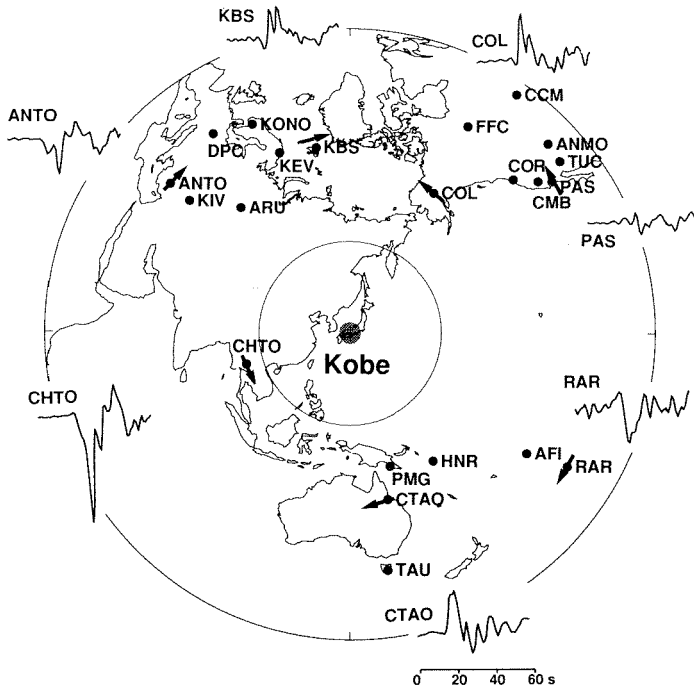 KBS
COL
ANTO
CCM
KONO
FFC
DPC
KBS
ANMO
KEV
TUC
COR
ANTO
COL
PAS
KIV
ARU
CMB
PAS
CHTO
Kobe
RAR
CHTO
AFI
HNR
RAR
PMG
CTAO
TAU
CTAO
0 20 40 60 s